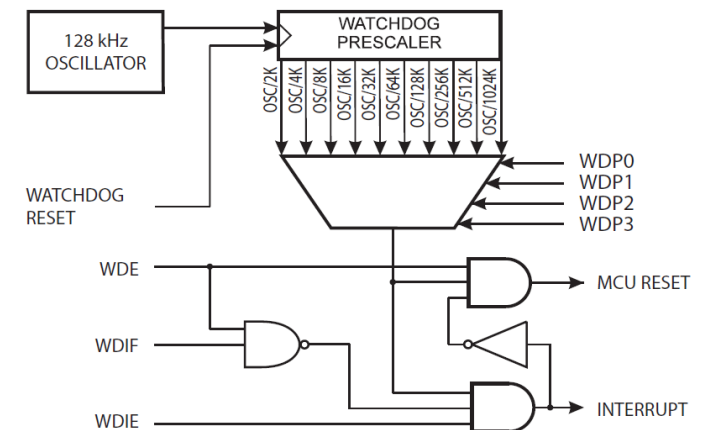 128 kHz
OSCILLATOR
WATCHDOG
PRESCALER
OSC/2K
OSC/4K
OSC/8K
OSC/16K
OSC/32K
OSC/64K
OSC/128K
OSC/256K
OSC/512K
OSC/1024K
WDP0
WDP1
WDP2
WDP3
WATCHDOG
RESET
WDE
MCU RESET
WDIF
INTERRUPT
WDIE